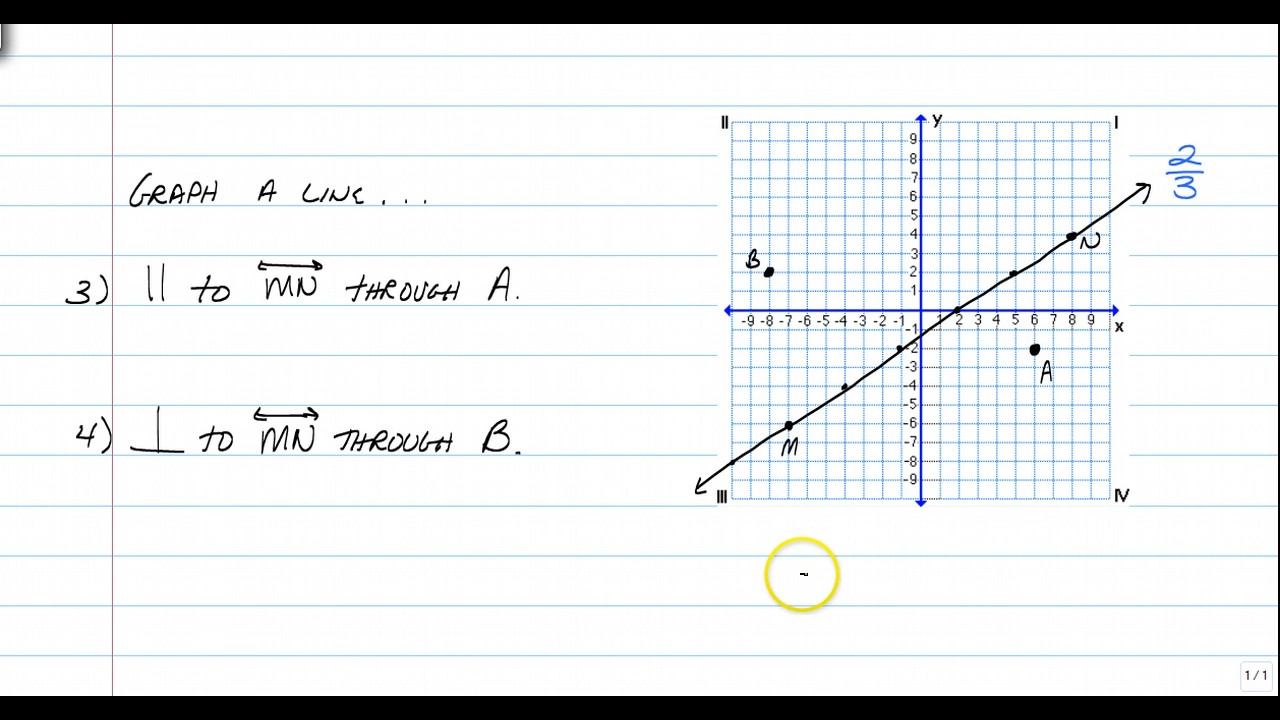 GRAPH A LINE...
3) || to MN THROUGH A.
4) ⊥ TO MN THROUGH B.
II
y
I
2
3
9
8
7
6
5
4
3
2
1
B
N
-9 -8 -7 -6 -5 -4 -3 -2 -1 1 2 3 4 5 6 7 8 9
x
-1
-2
-3
-4
-5
-6
-7
-8
-9
A
M
III
IV
1 / 1